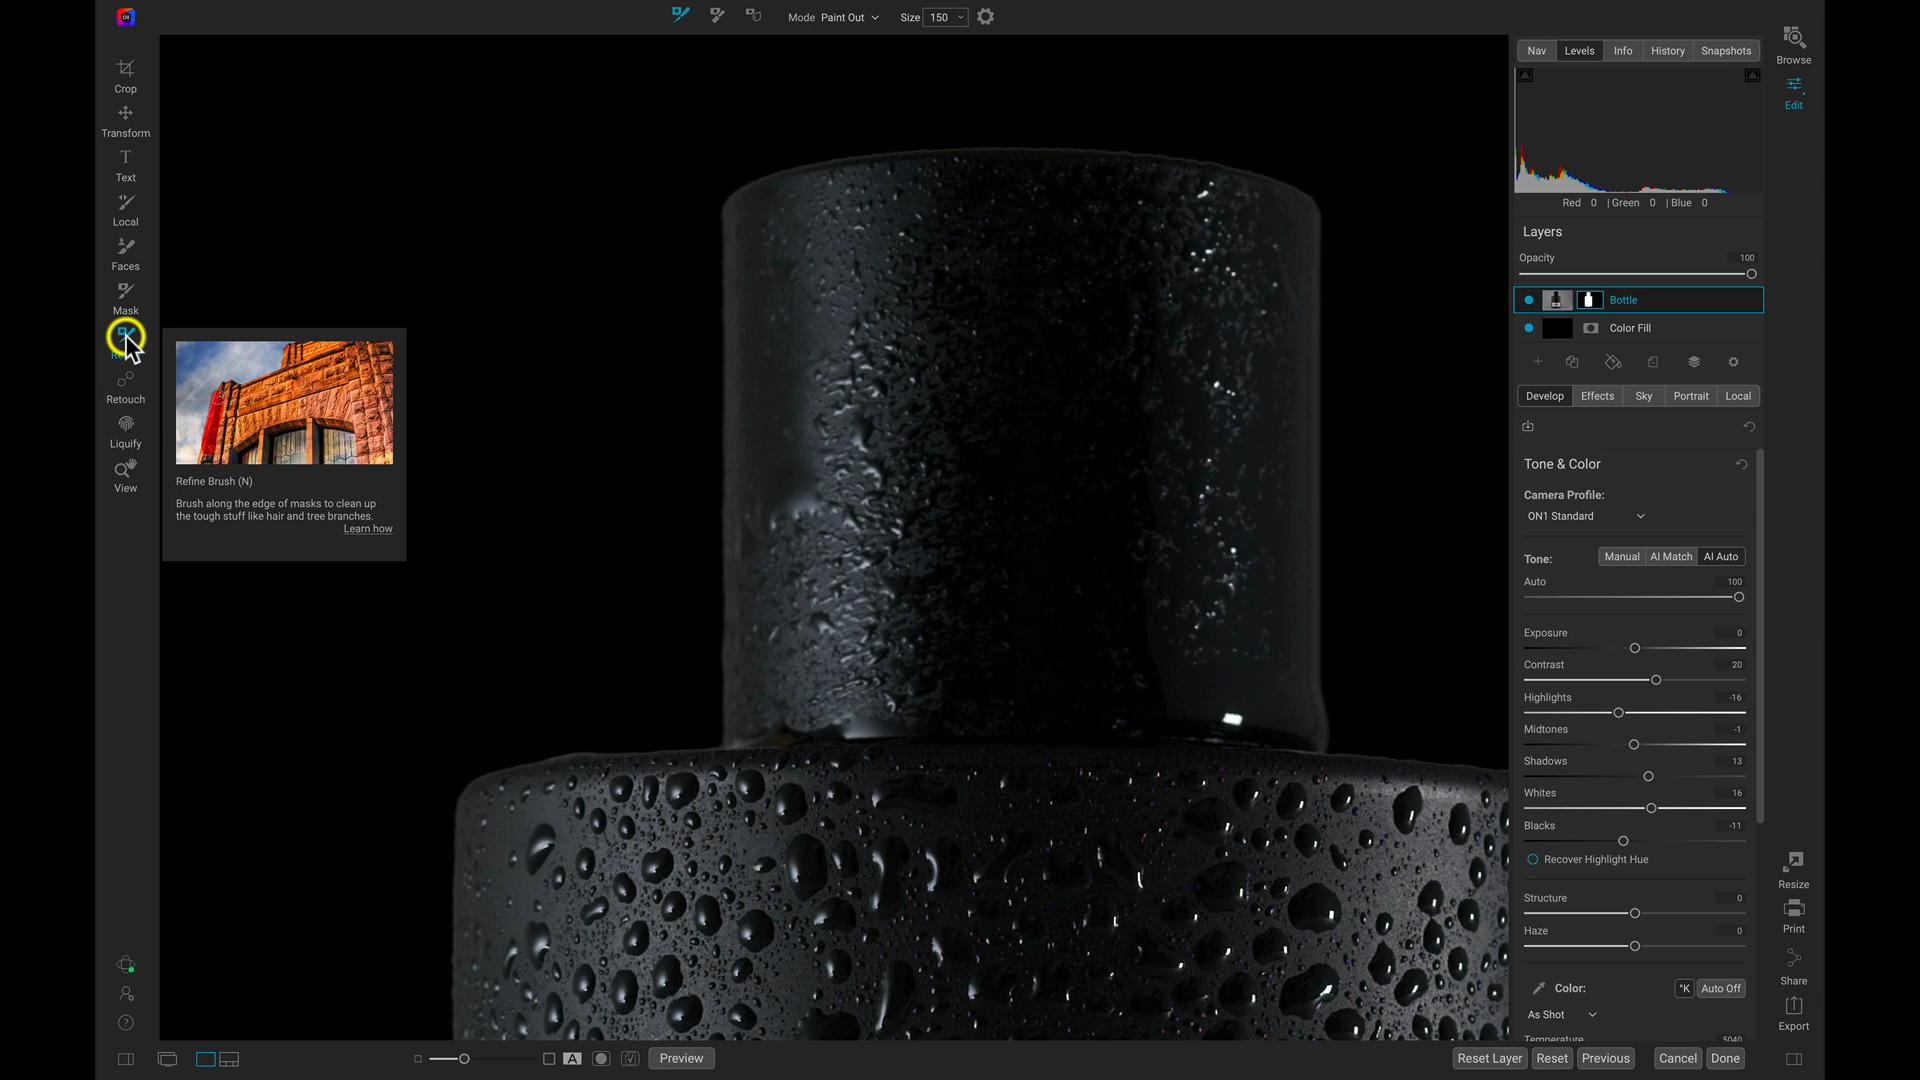 Mode Paint Out
Size 150
Crop
Transform
Text
Local
Faces
Mask
Retouch
Liquify
View
Refine Brush (N)
Brush along the edge of masks to clean up
the tough stuff like hair and tree branches.
Learn how
Nav Levels Info History Snapshots
Red 0 | Green 0 | Blue 0
Layers
Opacity 100
Bottle
Color Fill
Develop Effects Sky Portrait Local
Tone & Color
Camera Profile:
ON1 Standard
Tone: Manual AI Match AI Auto
Auto 100
Exposure 0
Contrast 20
Highlights -16
Midtones -1
Shadows 13
Whites 16
Blacks -11
Recover Highlight Hue
Structure 0
Haze 0
Color: °K Auto Off
As Shot
Temperature 5040
Browse
Edit
Resize
Print
Share
Export
A
Preview
Reset Layer Reset Previous Cancel Done